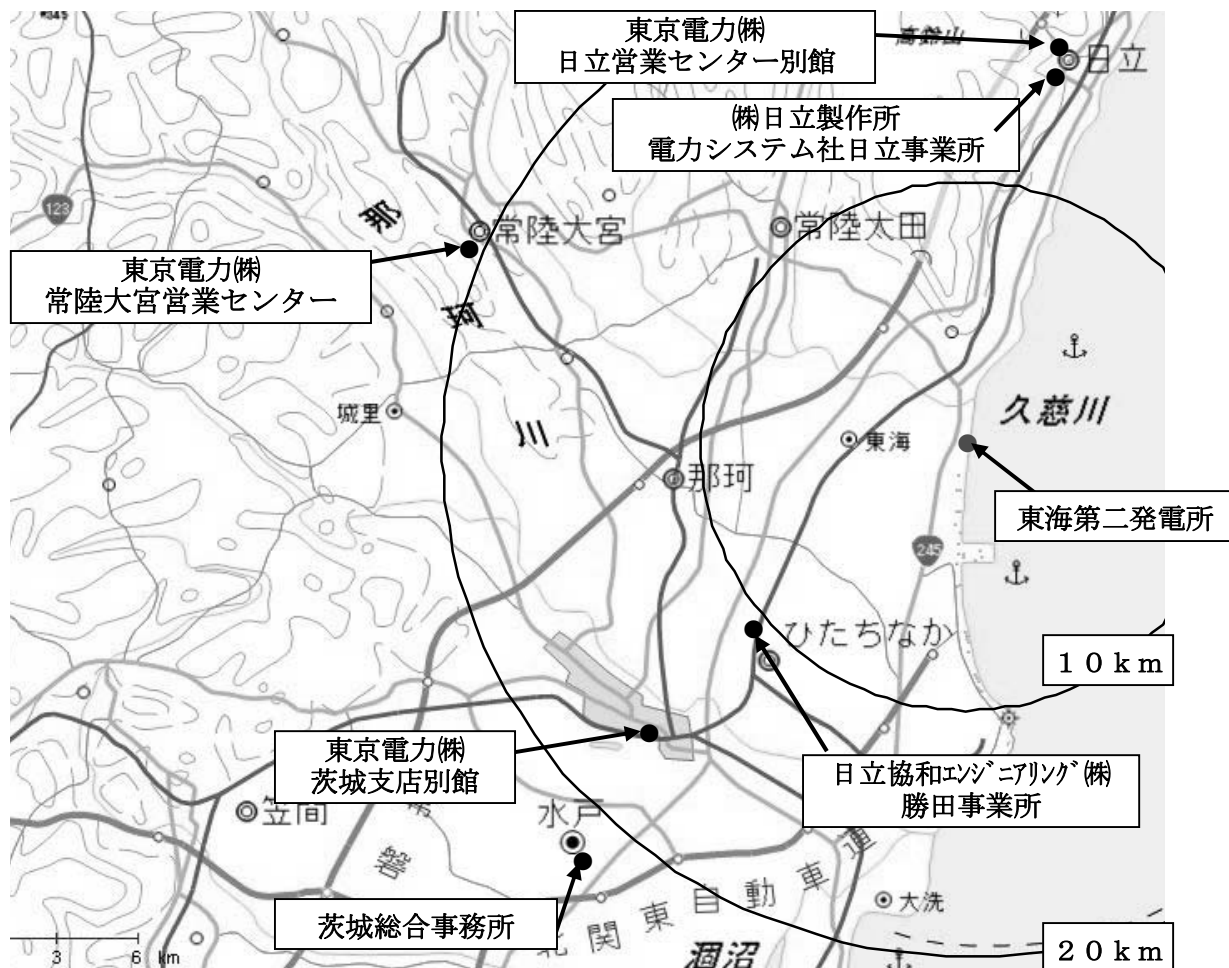 345
東京電力㈱
日立営業センター別館
高鈴山
日立
㈱日立製作所
電力システム社日立事業所
123
那
珂
川
常陸大宮
常陸太田
東京電力㈱
常陸大宮営業センター
城里
久慈川
東海
那珂
東海第二発電所
245
ひたちなか
10km
東京電力㈱
茨城支店別館
日立協和ｴﾝｼﾞﾆｱﾘﾝｸﾞ㈱
勝田事業所
笠間
常
磐
水戸
茨城総合事務所
北関東自動車道
大洗
涸沼
20km
3 6 km